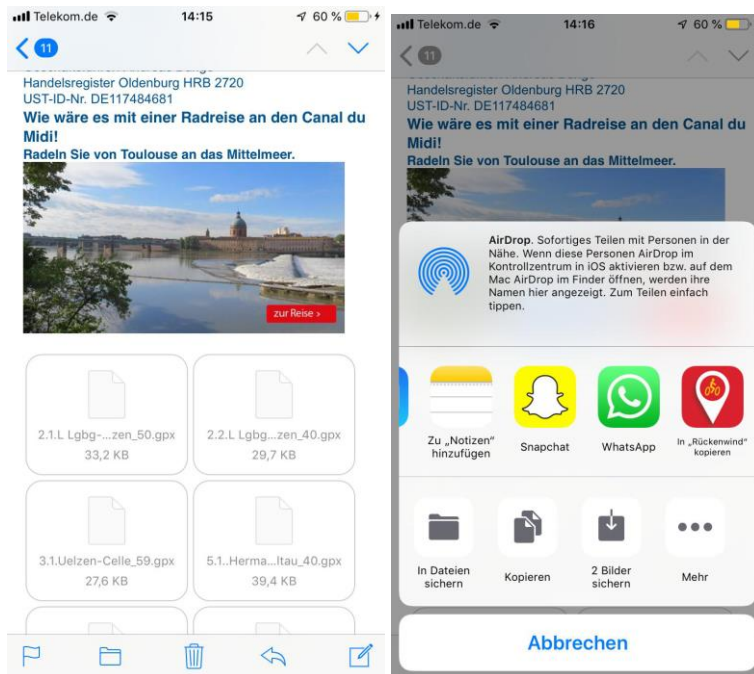 Telekom.de
14:15
60 %
11
Handelsregister Oldenburg HRB 2720
UST-ID-Nr. DE117484681
Wie wäre es mit einer Radreise an den Canal du
Midi!
Radeln Sie von Toulouse an das Mittelmeer.
zur Reise >
2.1.L Lgbg-...zen_50.gpx
33,2 KB
2.2.L Lgbg...zen_40.gpx
29,7 KB
3.1.Uelzen-Celle_59.gpx
27,6 KB
5.1..Herma...ltau_40.gpx
39,4 KB
Telekom.de
14:16
60 %
11
Handelsregister Oldenburg HRB 2720
UST-ID-Nr. DE117484681
Wie wäre es mit einer Radreise an den Canal du
Midi!
Radeln Sie von Toulouse an das Mittelmeer.
AirDrop. Sofortiges Teilen mit Personen in der
Nähe. Wenn diese Personen AirDrop im
Kontrollzentrum in iOS aktivieren bzw. auf dem
Mac AirDrop im Finder öffnen, werden ihre
Namen hier angezeigt. Zum Teilen einfach
tippen.
Zu „Notizen"
hinzufügen
Snapchat
WhatsApp
In „Rückenwind"
kopieren
In Dateien
sichern
Kopieren
2 Bilder
sichern
Mehr
Abbrechen